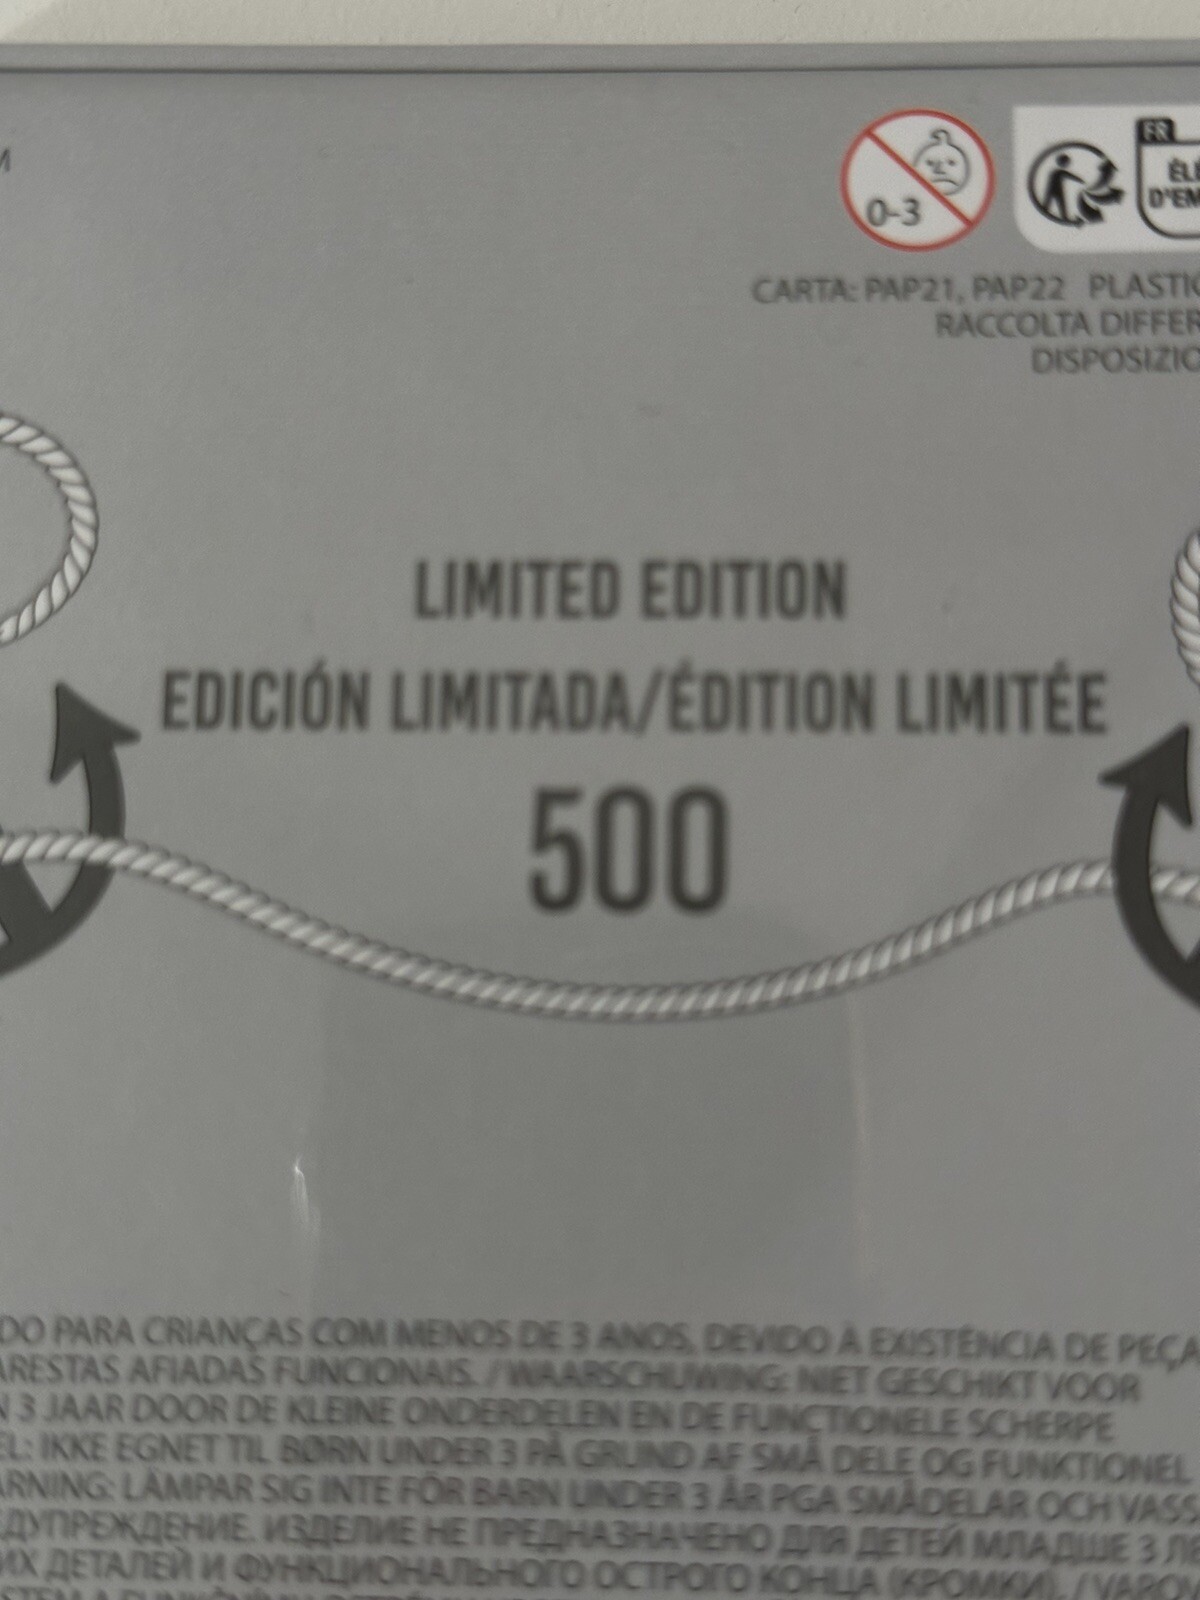 0-3
FR
CARTA: PAP21, PAP22 PLASTIC
RACCOLTA DIFFER
DISPOSIZIO
LIMITED EDITION
EDICIÓN LIMITADA/ÉDITION LIMITÉE
500
DO PARA CRIANÇAS COM MENOS DE 3 ANOS, DEVIDO À EXISTÊNCIA DE PEÇA
ARESTAS AFIADAS FUNCIONAIS. / WAARSCHUWING: NIET GESCHIKT VOOR
N 3 JAAR DOOR DE KLEINE ONDERDELEN EN DE FUNCTIONELE SCHERPE
EL: IKKE EGNET TIL BØRN UNDER 3 PÅ GRUND AF SMÅ DELE OG FUNKTIONEL
ARNING: LÄMPAR SIG INTE FÖR BARN UNDER 3 ÅR PGA SMÅDELAR OCH VASS
ЕДУПРЕЖДЕНИЕ. ИЗДЕЛИЕ НЕ ПРЕДНАЗНАЧЕНО ДЛЯ ДЕТЕЙ МЛАДШЕ 3 ЛЕ
ИХ ДЕТАЛЕЙ И ФУНКЦИОНАЛЬНОГО ОСТРОГО КОНЦА (КРОМКИ). / VAROV